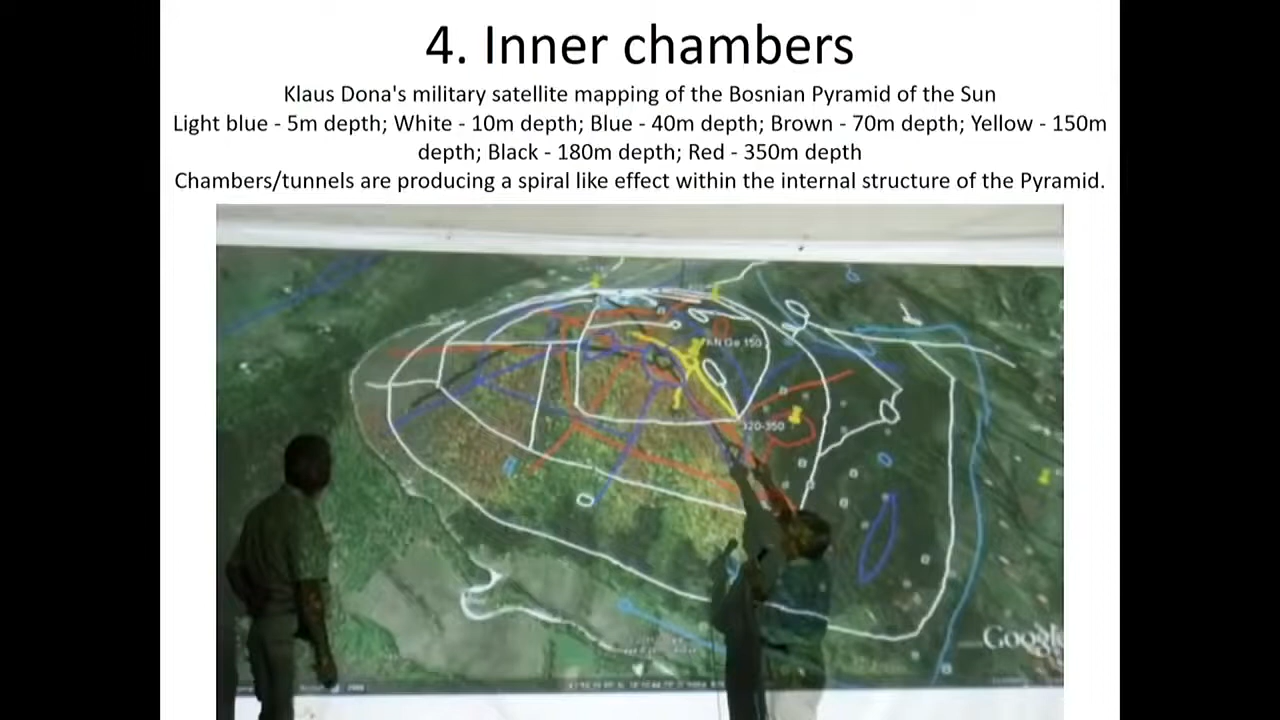 4. Inner chambers
Klaus Dona's military satellite mapping of the Bosnian Pyramid of the Sun
Light blue - 5m depth; White - 10m depth; Blue - 40m depth; Brown - 70m depth; Yellow - 150m
depth; Black - 180m depth; Red - 350m depth
Chambers/tunnels are producing a spiral like effect within the internal structure of the Pyramid.
150
320-350
Google